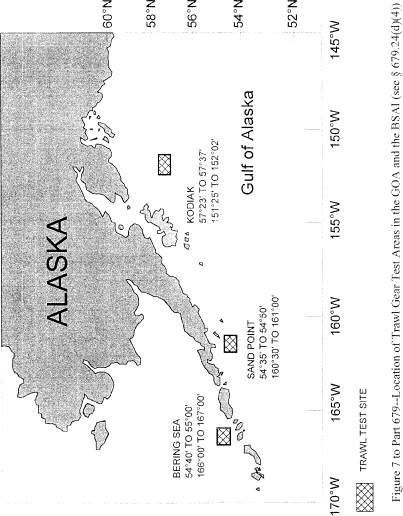 60°N
58°N
56°N
54°N
52°N
ALASKA
Gulf of Alaska
KODIAK
57°23' TO 57°37'
151°25' TO 152°02'
SAND POINT
54°35' TO 54°50'
160°30' TO 161°00'
BERING SEA
54°40' TO 55°00'
166°00' TO 167°00'
170°W
165°W
160°W
155°W
150°W
145°W
TRAWL TEST SITE
Figure 7 to Part 679--Location of Trawl Gear Test Areas in the GOA and the BSAI (see § 679.24(d)(4))